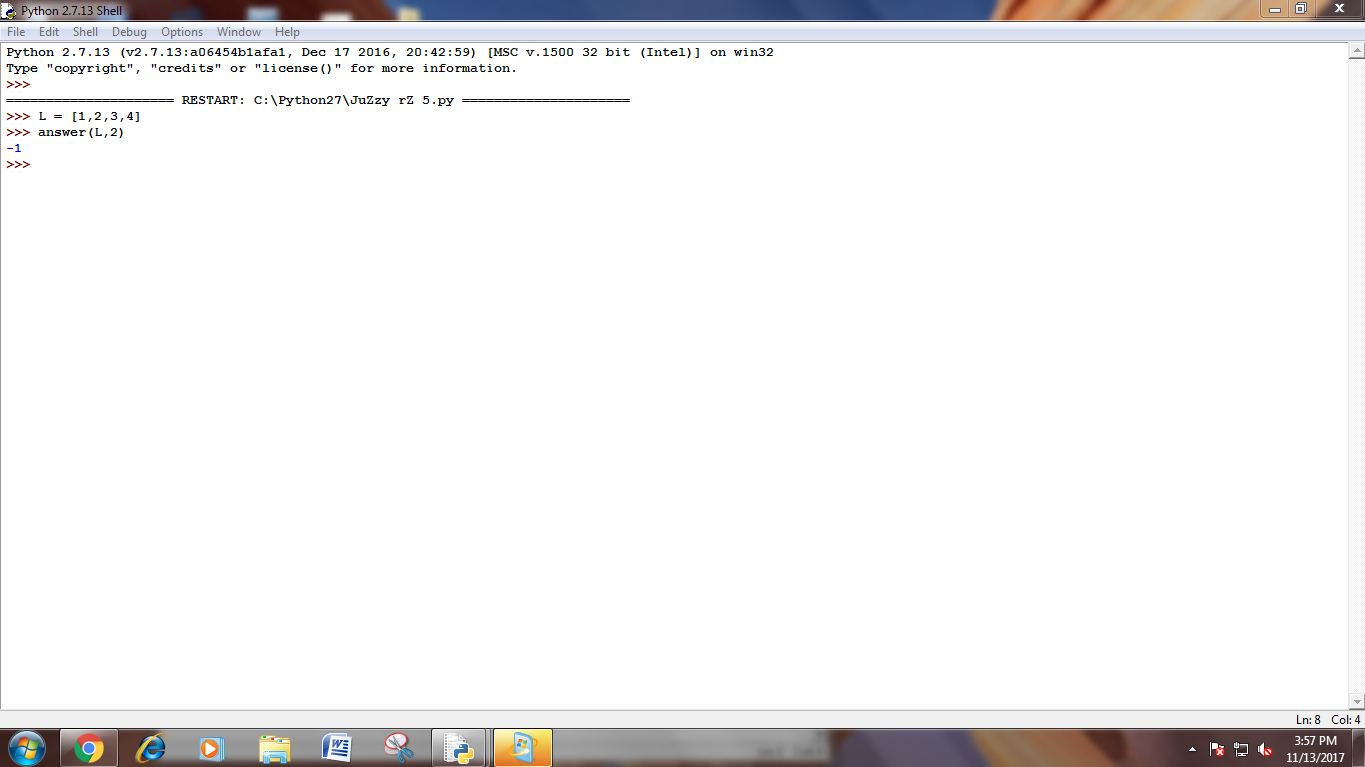 Python 2.7.13 Shell
File Edit Shell Debug Options Window Help
Python 2.7.13 (v2.7.13:a06454b1afa1, Dec 17 2016, 20:42:59) [MSC v.1500 32 bit (Intel)] on win32
Type "copyright", "credits" or "license()" for more information.
>>>
===================== RESTART: C:\Python27\JuZzy rZ 5.py =====================
>>> L = [1,2,3,4]
>>> answer(L,2)
-1
>>>
Ln: 8 Col: 4
3:57 PM
11/13/2017